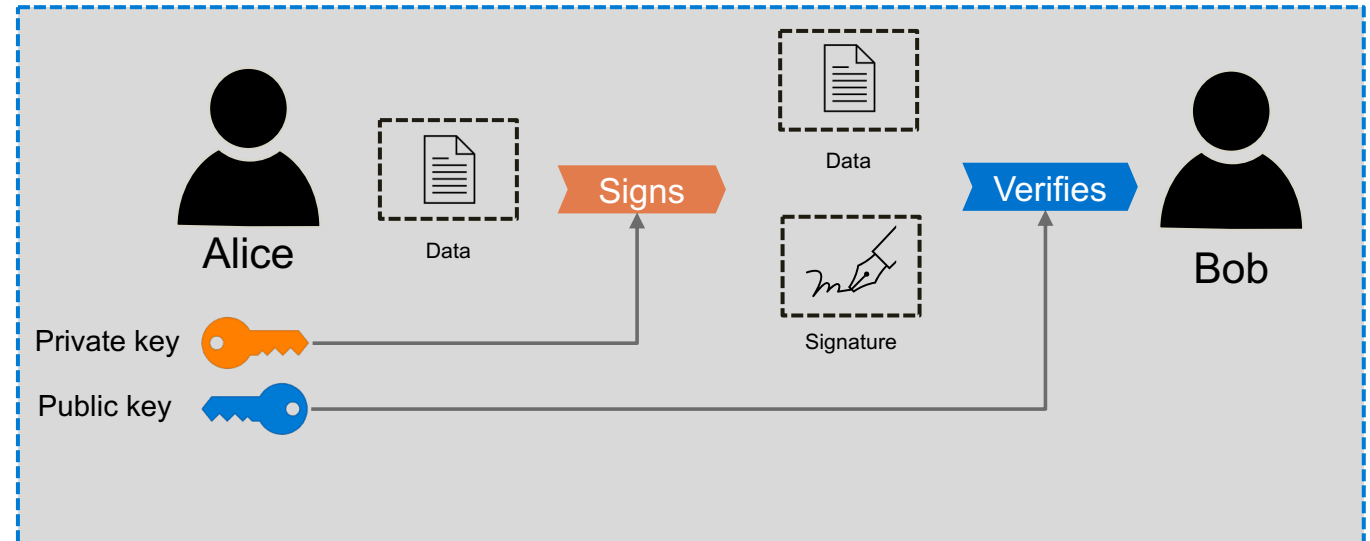 Alice
Data
Signs
Data
Signature
Verifies
Bob
Private key
Public key